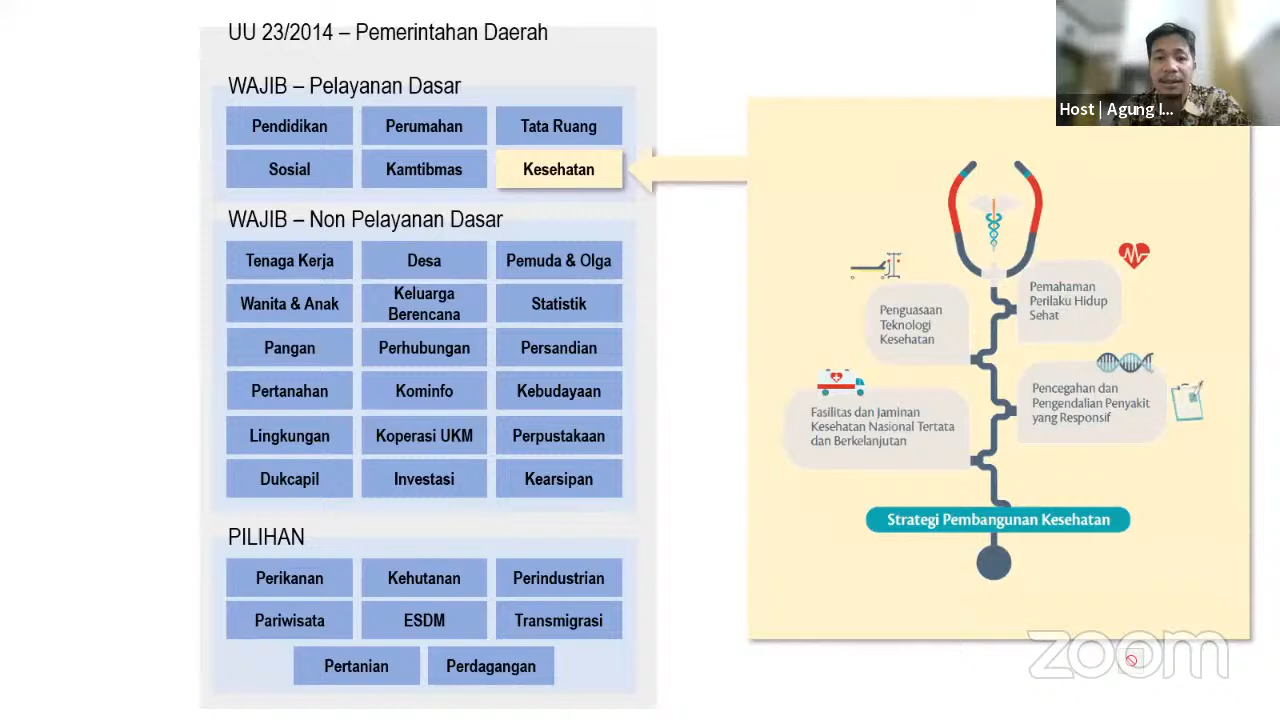 UU 23/2014 – Pemerintahan Daerah
WAJIB – Pelayanan Dasar
Pendidikan
Perumahan
Tata Ruang
Sosial
Kamtibmas
Kesehatan
WAJIB – Non Pelayanan Dasar
Tenaga Kerja
Desa
Pemuda & Olga
Wanita & Anak
Keluarga
Berencana
Statistik
Pangan
Perhubungan
Persandian
Pertanahan
Kominfo
Kebudayaan
Lingkungan
Koperasi UKM
Perpustakaan
Dukcapil
Investasi
Kearsipan
PILIHAN
Perikanan
Kehutanan
Perindustrian
Pariwisata
ESDM
Transmigrasi
Pertanian
Perdagangan
Host | Agung I...
Penguasaan
Teknologi
Kesehatan
Pemahaman
Perilaku Hidup
Sehat
Fasilitas dan Jaminan
Kesehatan Nasional Tertata
dan Berkelanjutan
Pencegahan dan
Pengendalian Penyakit
yang Responsif
Strategi Pembangunan Kesehatan
zoom